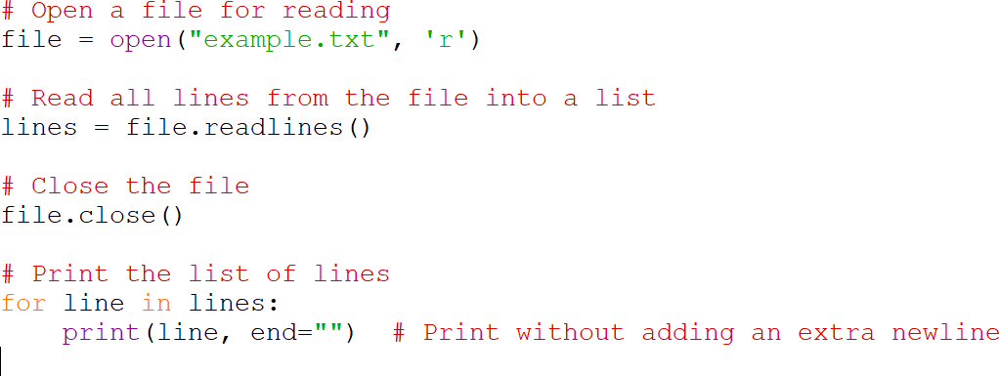 # Open a file for reading
file = open("example.txt", 'r')
# Read all lines from the file into a list
lines = file.readlines()
# Close the file
file.close()
# Print the list of lines
for line in lines:
    print(line, end="")  # Print without adding an extra newline